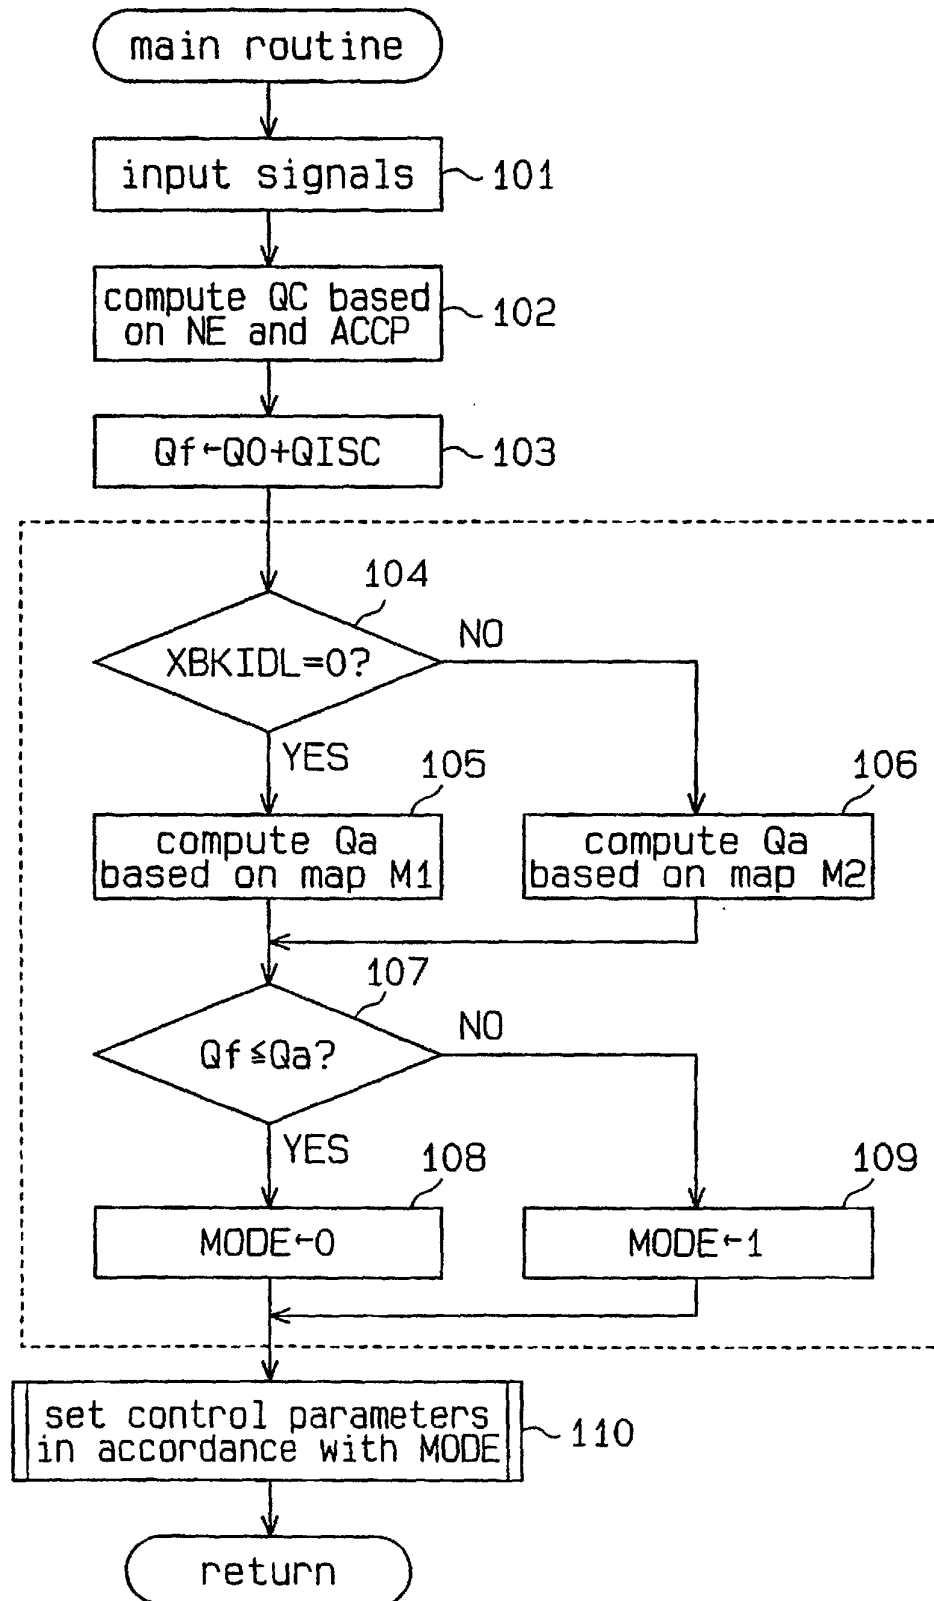 main routine
input signals
101
compute QC based
on NE and ACCP
102
Qf←Q0+QISC
103
104
XBKIDL=0?
NO
YES
105
compute Qa
based on map M1
106
compute Qa
based on map M2
107
Qf≦Qa?
NO
YES
108
MODE←0
109
MODE←1
set control parameters
in accordance with MODE
110
return